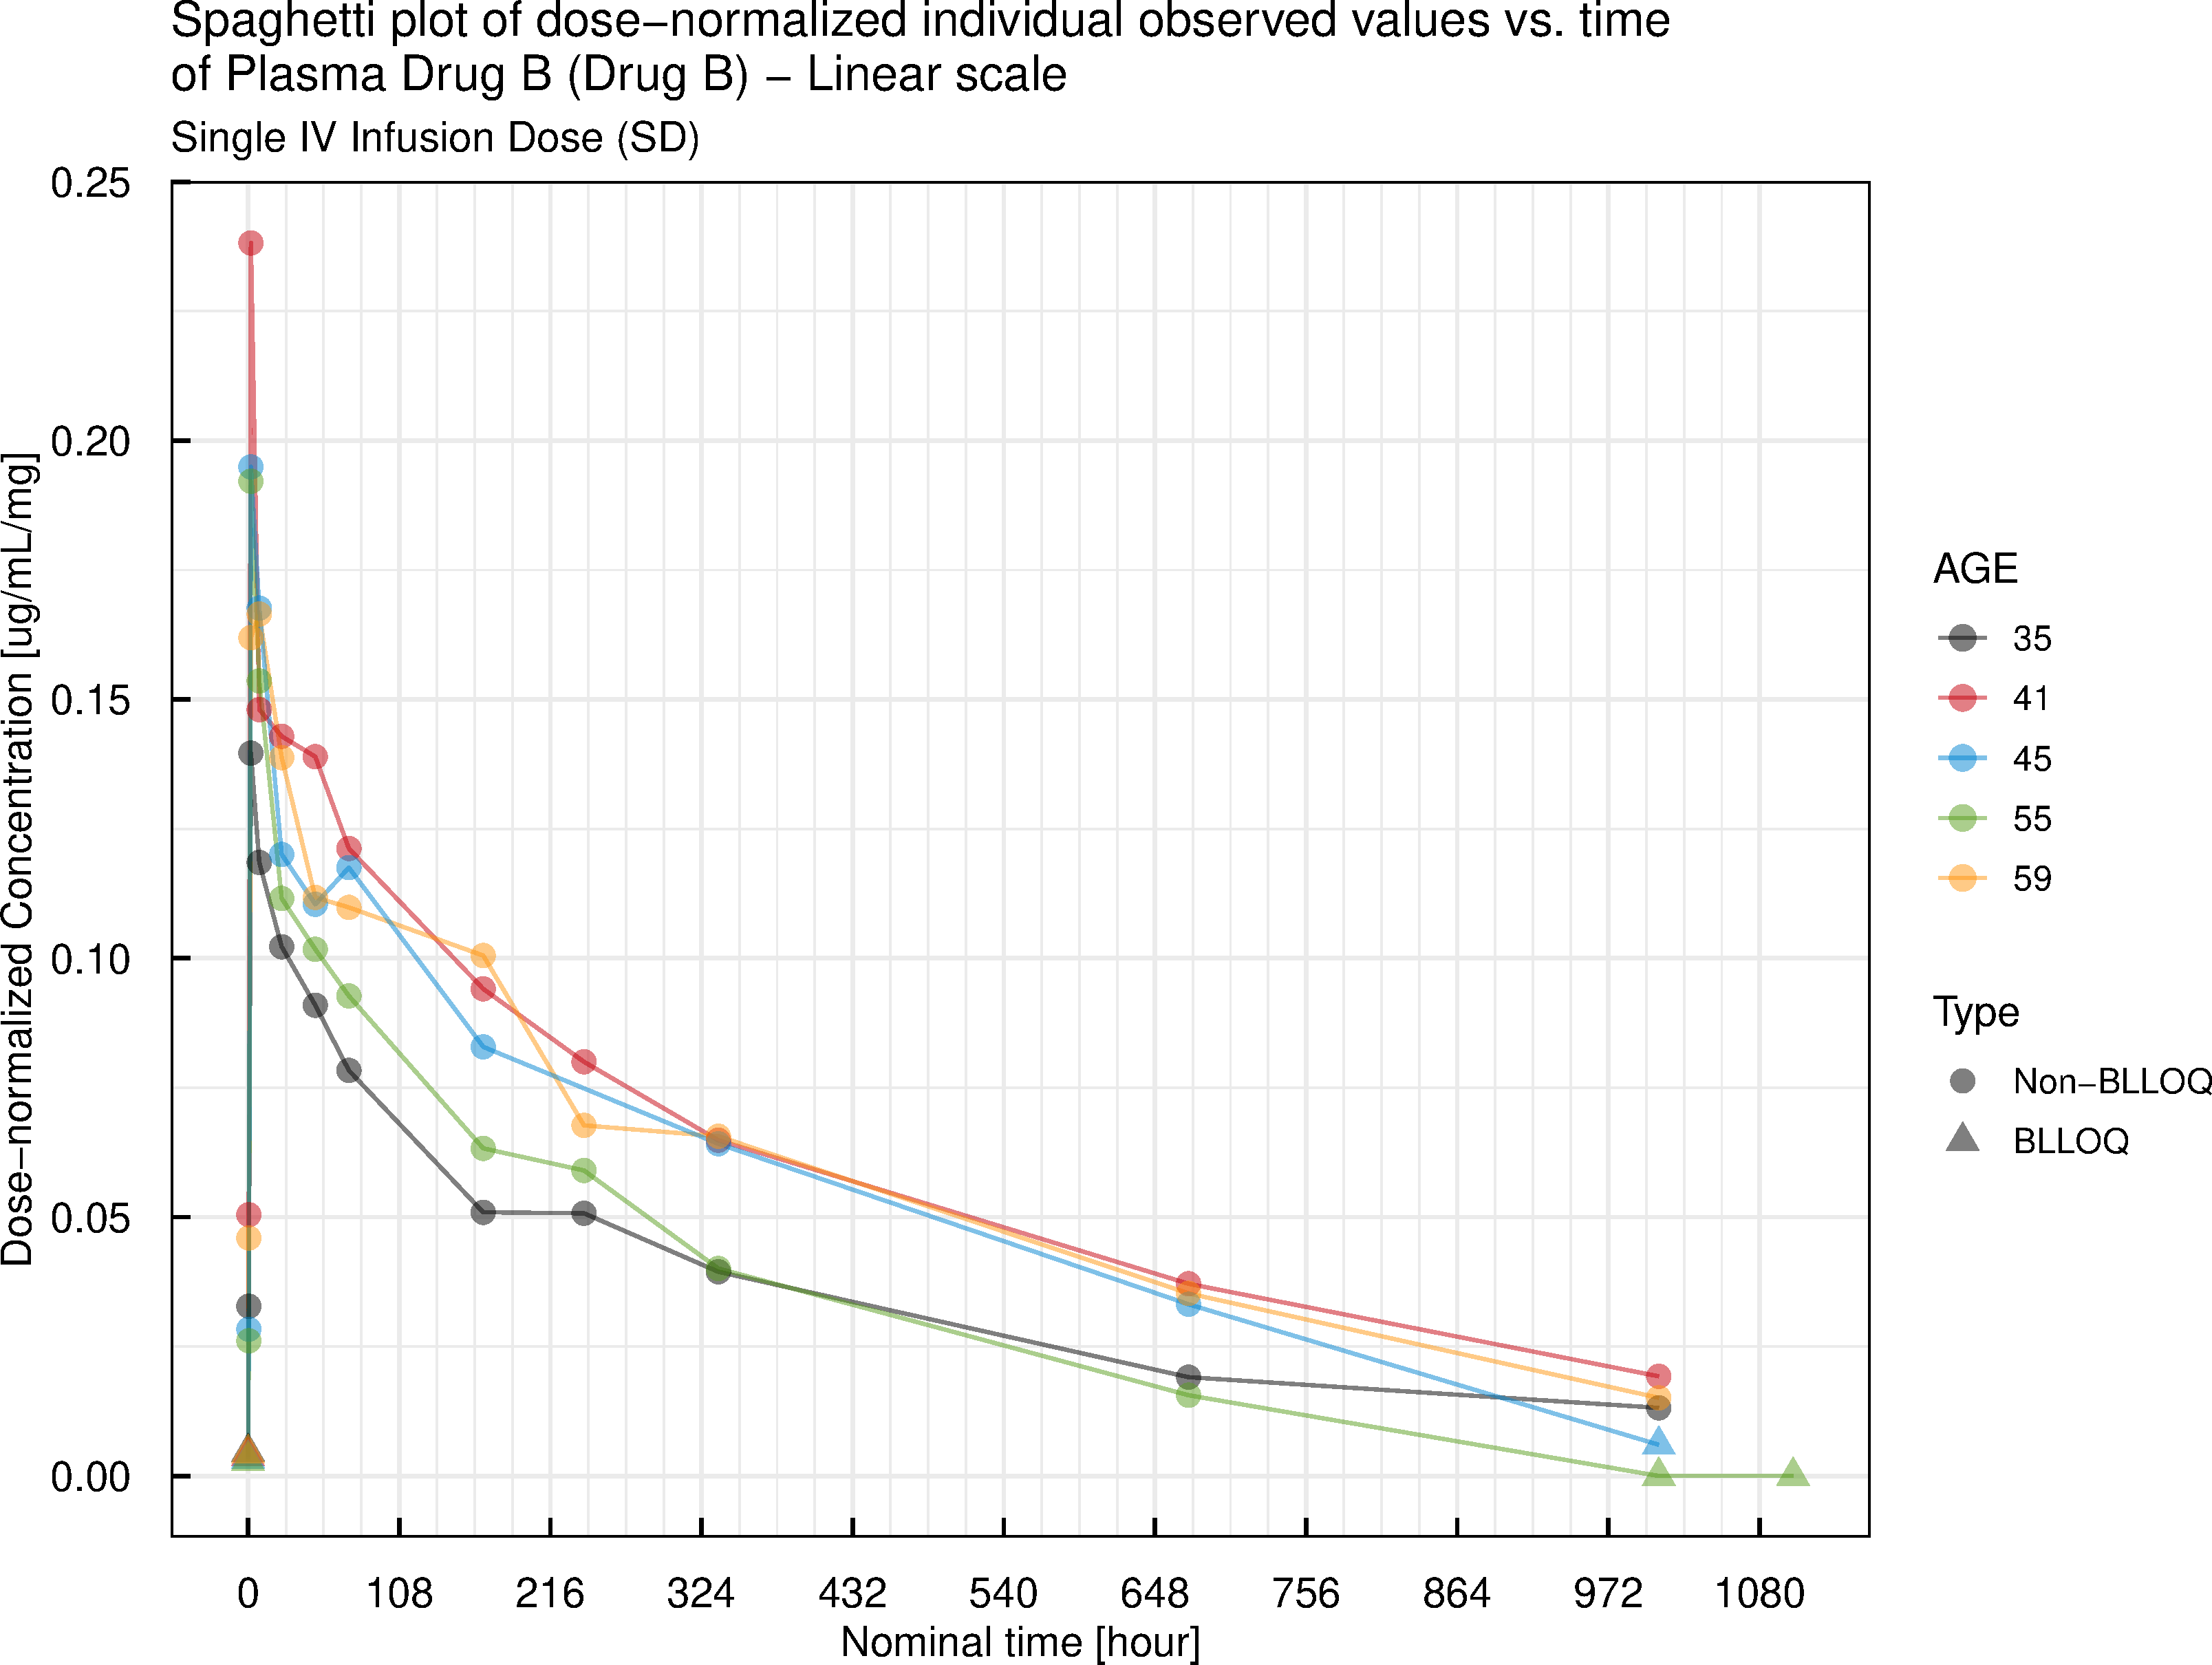 Spaghetti plot of dose−normalized individual observed values vs. time
of Plasma Drug B (Drug B) − Linear scale
Single IV Infusion Dose (SD)
0.25
0.20
0.15
0.10
0.05
0.00
Dose−normalized Concentration [ug/mL/mg]
0 108 216 324 432 540 648 756 864 972 1080
Nominal time [hour]
AGE
35
41
45
55
59
Type
Non−BLLOQ
BLLOQ